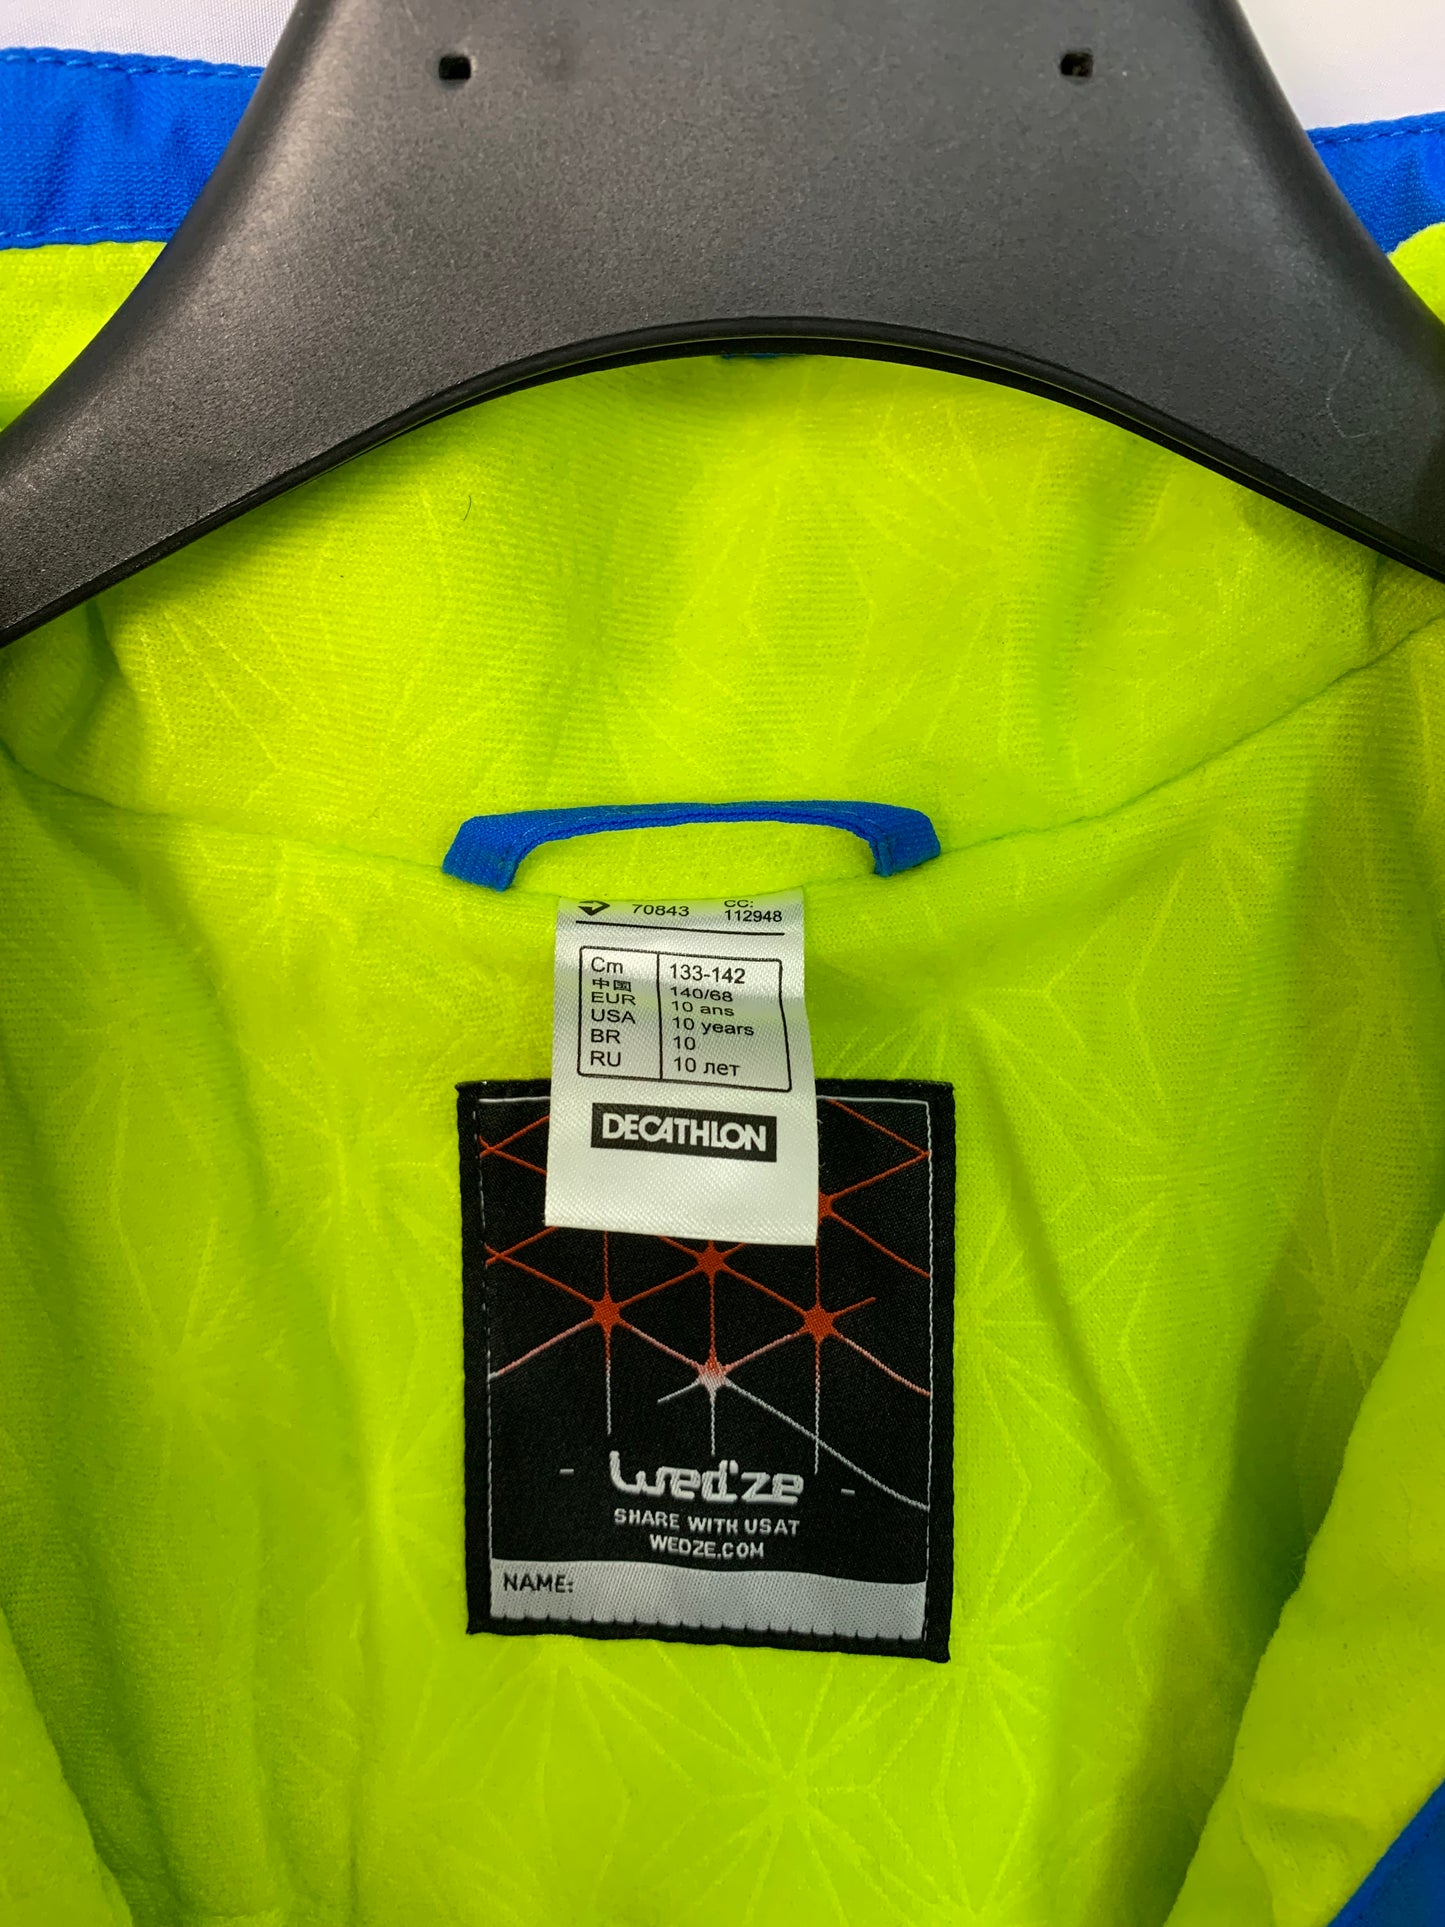 70843 CC:
112948
Cm 133-142
中国 140/68
EUR 10 ans
USA 10 years
BR 10
RU 10 лет
DECATHLON
- Wed'ze -
SHARE WITH US AT
WEDZE.COM
NAME: